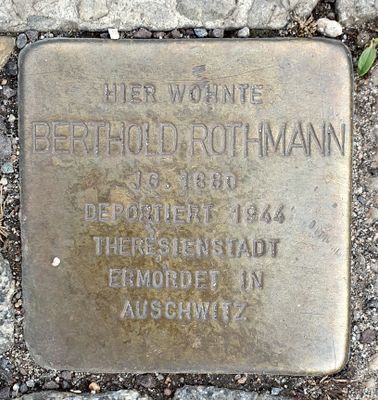 HIER WOHNTE
BERTHOLD ROTHMANN
JG. 1880
DEPORTIERT 1944
THERESIENSTADT
ERMORDET IN
AUSCHWITZ